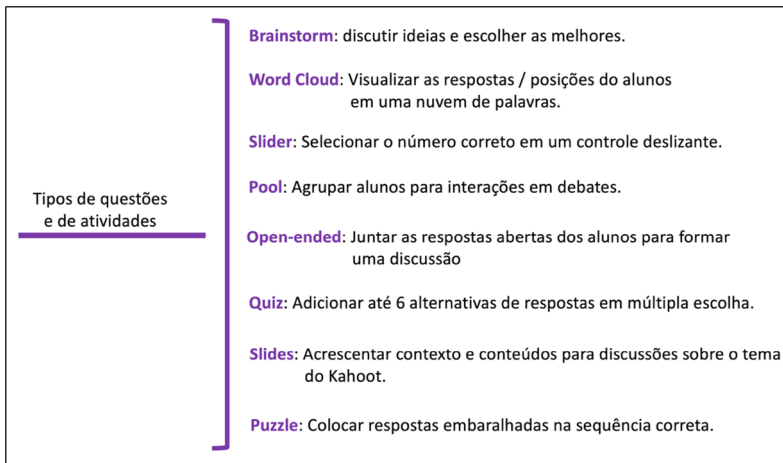 Tipos de questões
e de atividades
Brainstorm: discutir ideias e escolher as melhores.
Word Cloud: Visualizar as respostas / posições do alunos
em uma nuvem de palavras.
Slider: Selecionar o número correto em um controle deslizante.
Pool: Agrupar alunos para interações em debates.
Open-ended: Juntar as respostas abertas dos alunos para formar
uma discussão
Quiz: Adicionar até 6 alternativas de respostas em múltipla escolha.
Slides: Acrescentar contexto e conteúdos para discussões sobre o tema
do Kahoot.
Puzzle: Colocar respostas embaralhadas na sequência correta.